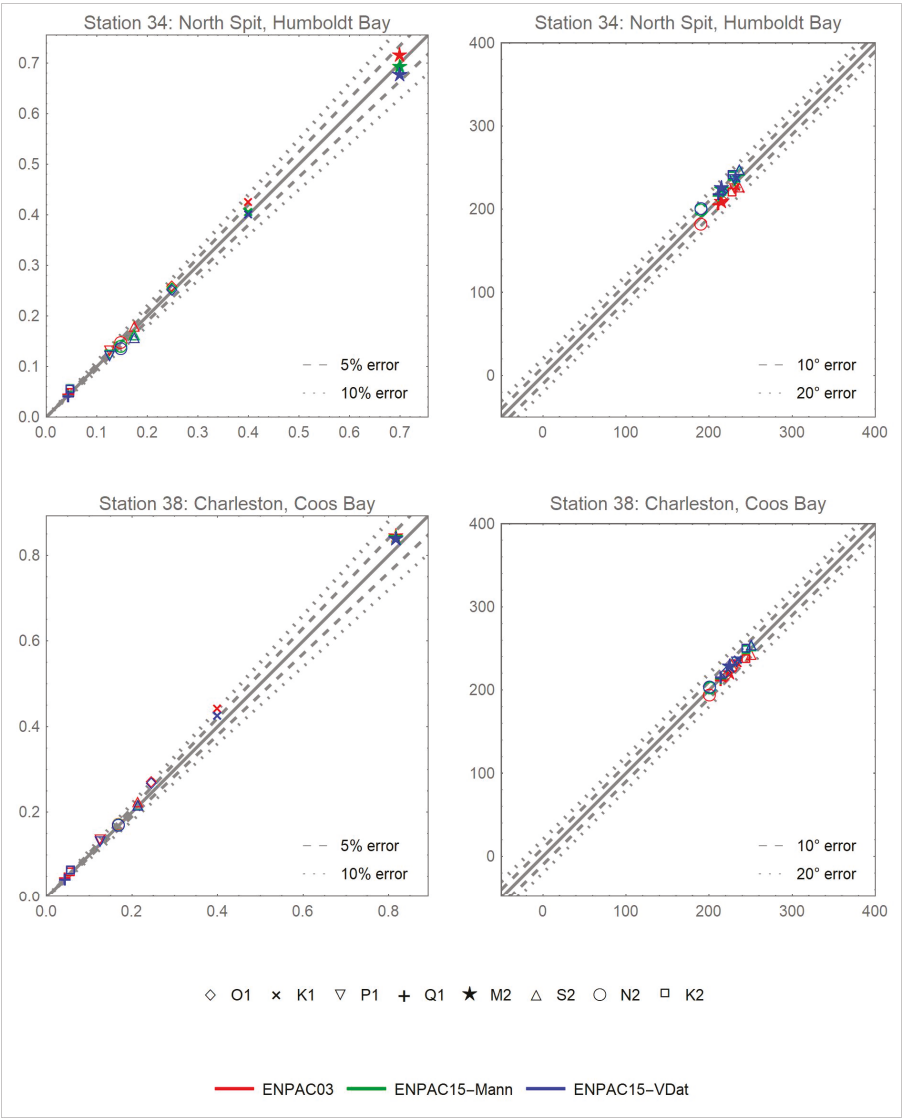 Station 34: North Spit, Humboldt Bay
0.7
0.6
0.5
0.4
0.3
0.2
0.1
0.0
5% error
10% error
0.0 0.1 0.2 0.3 0.4 0.5 0.6 0.7
Station 34: North Spit, Humboldt Bay
400
300
200
100
0
10° error
20° error
0 100 200 300 400
Station 38: Charleston, Coos Bay
0.8
0.6
0.4
0.2
0.0
5% error
10% error
0.0 0.2 0.4 0.6 0.8
Station 38: Charleston, Coos Bay
400
300
200
100
0
10° error
20° error
0 100 200 300 400
O1 K1 P1 Q1 M2 S2 N2 K2
ENPAC03 ENPAC15-Mann ENPAC15-VDat